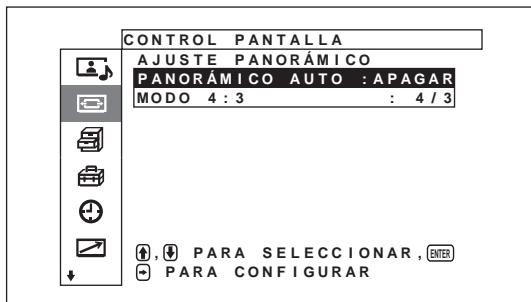 CONTROL PANTALLA
AJUSTE PANORÁMICO
PANORÁMICO AUTO :APAGAR
MODO 4:3 : 4/3
, PARA SELECCIONAR, ENTER
PARA CONFIGURAR